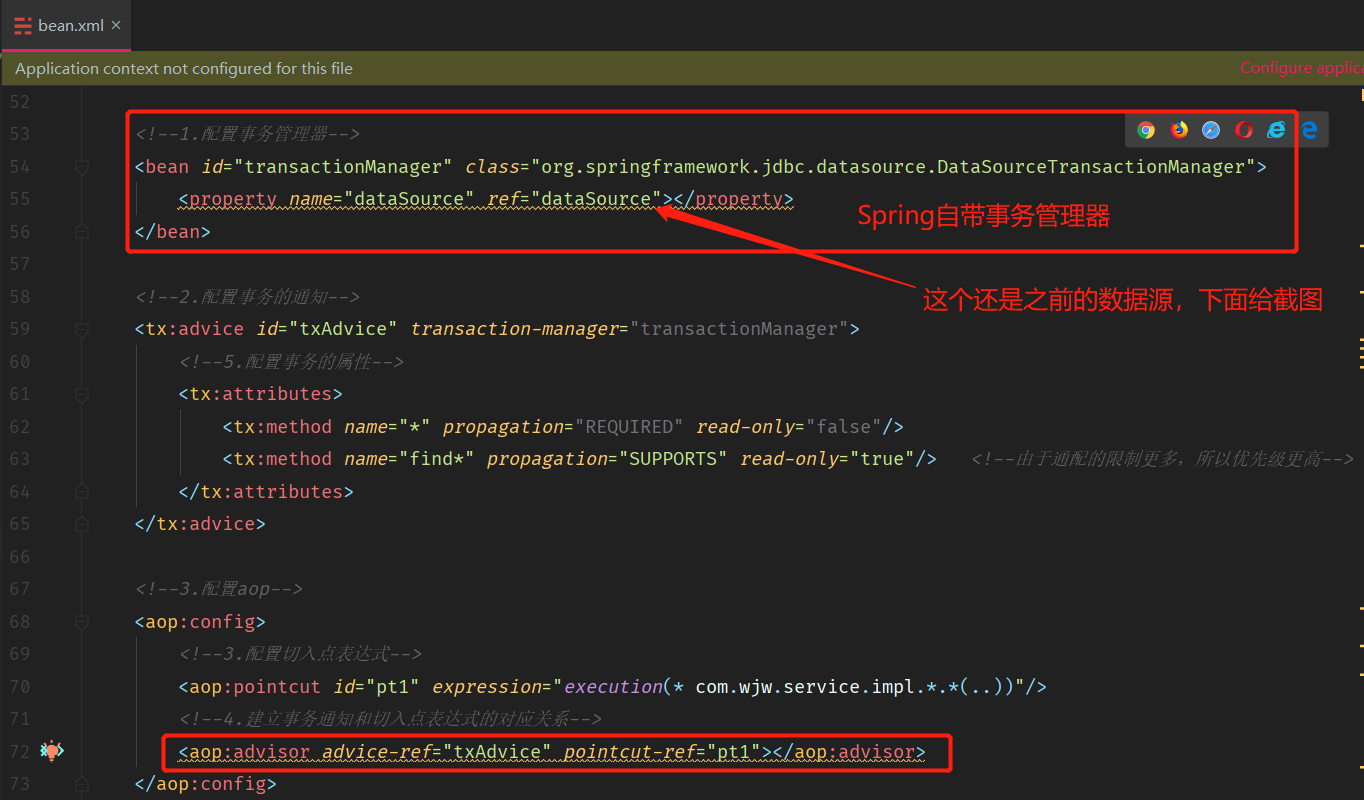 bean.xml ×
Application context not configured for this file
Configure applic
52
53 <!--1.配置事务管理器-->
54 <bean id="transactionManager" class="org.springframework.jdbc.datasource.DataSourceTransactionManager">
55 <property name="dataSource" ref="dataSource"></property>
Spring自带事务管理器
56 </bean>
57
这个还是之前的数据源，下面给截图
58 <!--2.配置事务的通知-->
59 <tx:advice id="txAdvice" transaction-manager="transactionManager">
60 <!--5.配置事务的属性-->
61 <tx:attributes>
62 <tx:method name="*" propagation="REQUIRED" read-only="false"/>
63 <tx:method name="find*" propagation="SUPPORTS" read-only="true"/> <!--由于通配的限制更多，所以优先级更高-->
64 </tx:attributes>
65 </tx:advice>
66
67 <!--3.配置aop-->
68 <aop:config>
69 <!--3.配置切入点表达式-->
70 <aop:pointcut id="pt1" expression="execution(* com.wjw.service.impl.*.*(..))"/>
71 <!--4.建立事务通知和切入点表达式的对应关系-->
72 <aop:advisor advice-ref="txAdvice" pointcut-ref="pt1"></aop:advisor>
73 </aop:config>